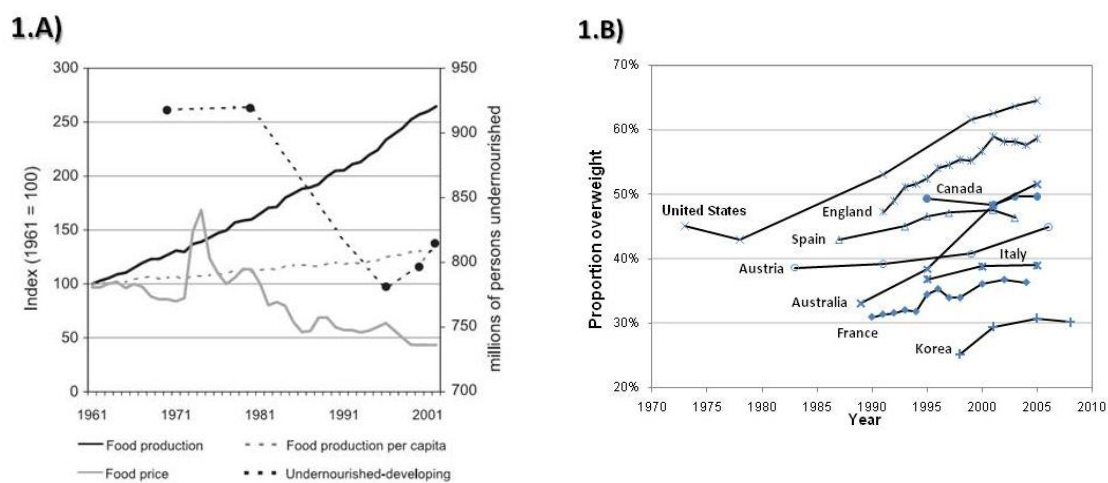 1.A)
300
250
200
150
100
50
0
Index (1961 = 100)
950
900
850
800
750
700
millions of persons undernourished
1961 1971 1981 1991 2001
Food production Food production per capita
Food price Undernourished-developing
1.B)
70%
60%
50%
40%
30%
20%
Proportion overweight
United States
England
Canada
Spain
Austria
Italy
Australia
France
Korea
1970 1975 1980 1985 1990 1995 2000 2005 2010
Year